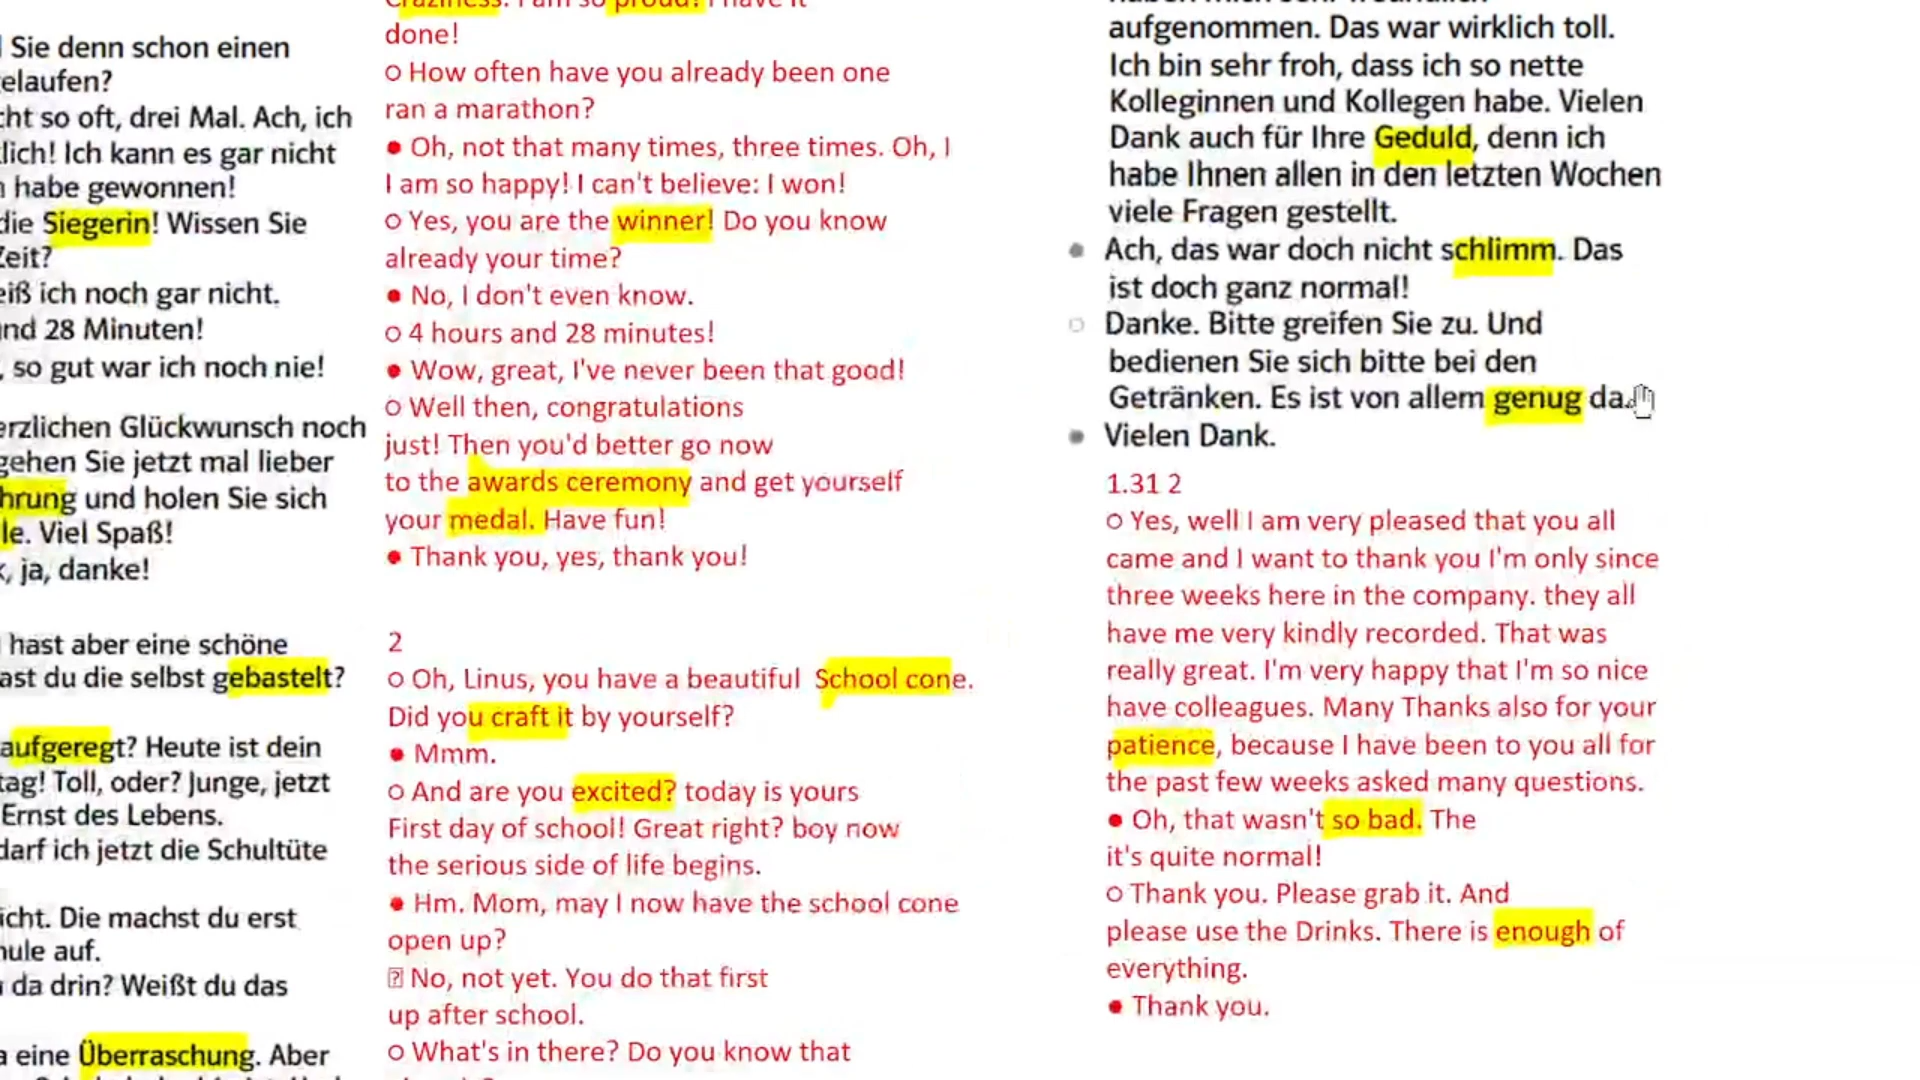 Sie denn schon einen
elaufen?
cht so oft, drei Mal. Ach, ich
lich! Ich kann es gar nicht
habe gewonnen!
die Siegerin! Wissen Sie
Zeit?
eiß ich noch gar nicht.
nd 28 Minuten!
, so gut war ich noch nie!
erzlichen Glückwunsch noch
gehen Sie jetzt mal lieber
hrung und holen Sie sich
le. Viel Spaß!
, ja, danke!
hast aber eine schöne
ast du die selbst gebastelt?
aufgeregt? Heute ist dein
tag! Toll, oder? Junge, jetzt
Ernst des Lebens.
darf ich jetzt die Schultüte
icht. Die machst du erst
hule auf.
da drin? Weißt du das
a eine Überraschung. Aber
Craziness. I am so proud! I have it
done!
○ How often have you already been one
ran a marathon?
● Oh, not that many times, three times. Oh, I
I am so happy! I can't believe: I won!
○ Yes, you are the winner! Do you know
already your time?
● No, I don't even know.
○ 4 hours and 28 minutes!
● Wow, great, I've never been that good!
○ Well then, congratulations
just! Then you'd better go now
to the awards ceremony and get yourself
your medal. Have fun!
● Thank you, yes, thank you!
2
○ Oh, Linus, you have a beautiful School cone.
Did you craft it by yourself?
● Mmm.
○ And are you excited? today is yours
First day of school! Great right? boy now
the serious side of life begins.
● Hm. Mom, may I now have the school cone
open up?
No, not yet. You do that first
up after school.
○ What's in there? Do you know that
haben mich sehr freundlich
aufgenommen. Das war wirklich toll.
Ich bin sehr froh, dass ich so nette
Kolleginnen und Kollegen habe. Vielen
Dank auch für Ihre Geduld, denn ich
habe Ihnen allen in den letzten Wochen
viele Fragen gestellt.
● Ach, das war doch nicht schlimm. Das
ist doch ganz normal!
○ Danke. Bitte greifen Sie zu. Und
bedienen Sie sich bitte bei den
Getränken. Es ist von allem genug da.
● Vielen Dank.
1.31 2
○ Yes, well I am very pleased that you all
came and I want to thank you I'm only since
three weeks here in the company. they all
have me very kindly recorded. That was
really great. I'm very happy that I'm so nice
have colleagues. Many Thanks also for your
patience, because I have been to you all for
the past few weeks asked many questions.
● Oh, that wasn't so bad. The
it's quite normal!
○ Thank you. Please grab it. And
please use the Drinks. There is enough of
everything.
● Thank you.